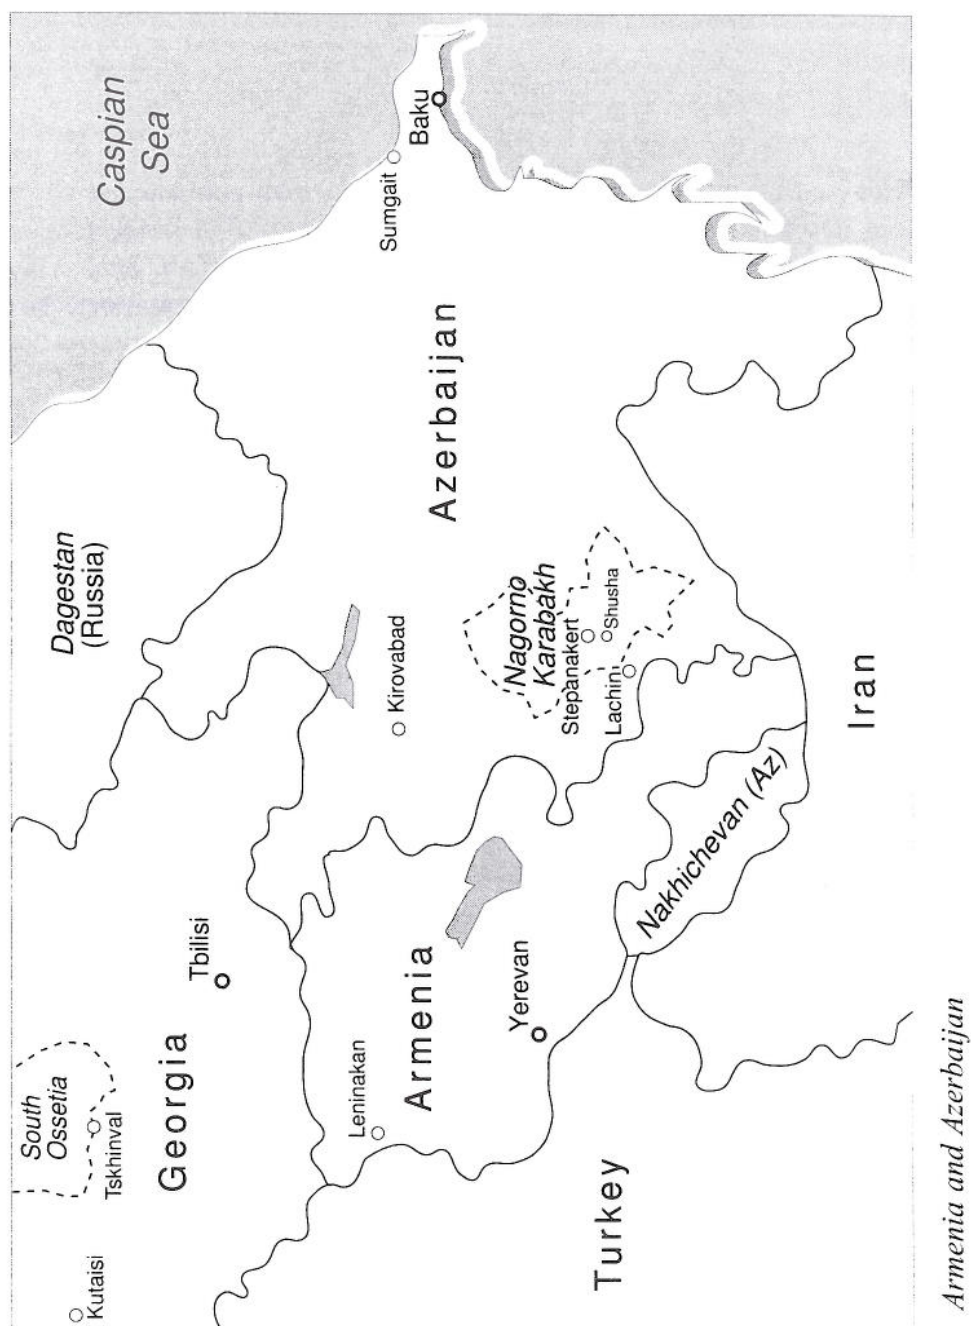 Caspian
Sea
Dagestan
(Russia)
South
Ossetia
Tskhinval
Kutaisi
Georgia
Tbilisi
Sumgait
Baku
Azerbaijan
Kirovabad
Leninakan
Armenia
Yerevan
Nagorno
Karabakh
Stepanakert
Shusha
Lachin
Nakhichevan (Az)
Turkey
Iran
Armenia and Azerbaijan